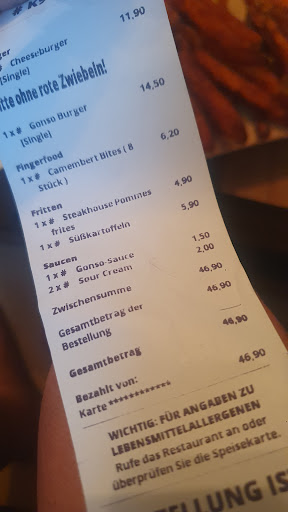 # K
ger
# Cheeseburger 11,90
[Single]
tte ohne rote Zwiebeln!
1 x # Gonso Burger 14,50
[Single]
Fingerfood
1 x # Camembert Bites ( 8 6,20
Stück )
Fritten
1 x # Steakhouse Pommes 4,90
frites
1 x # Süßkartoffeln 5,90
Saucen
1 x # Gonso-Sauce 1,50
2 x # Sour Cream 2,00
Zwischensumme 46,90
Gesamtbetrag der 46,90
Bestellung
Gesamtbetrag 46,90
Bezahlt von:
Karte ************ 46,90
WICHTIG: FÜR ANGABEN ZU
LEBENSMITTELALLERGENEN
Rufe das Restaurant an oder
überprüfen Sie die Speisekarte.
TELLUNG IS